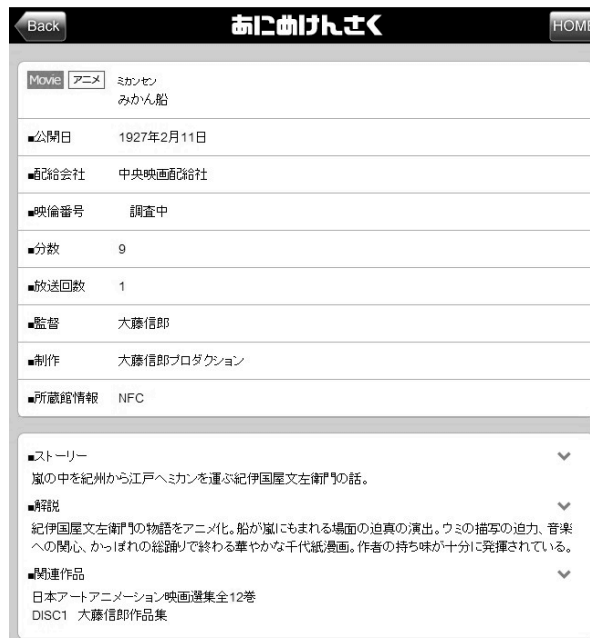 Back
あにめけんさく
HOME
Movie アニメ ミカンセン
みかん船
■公開日 1927年2月11日
■配給会社 中央映画配給社
■映倫番号 調査中
■分数 9
■放送回数 1
■監督 大藤信郎
■制作 大藤信郎プロダクション
■所蔵館情報 NFC
■ストーリー
嵐の中を紀州から江戸へミカンを運ぶ紀伊国屋文左衛門の話。
■解説
紀伊国屋文左衛門の物語をアニメ化。船が嵐にもまれる場面の迫真の演出。ウミの描写の迫力、音楽
への関心、かっぽれの総踊りで終わる華やかな千代紙漫画。作者の持ち味が十分に発揮されている。
■関連作品
日本アートアニメーション映画選集全12巻
DISC1 大藤信郎作品集